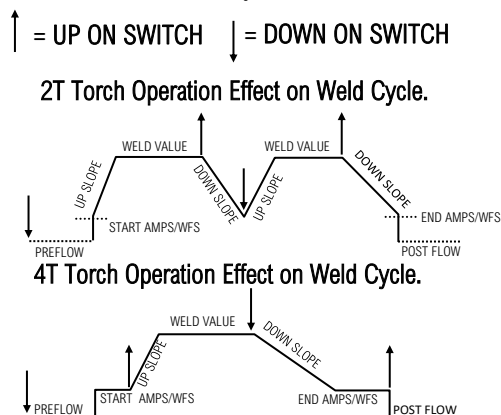 = UP ON SWITCH = DOWN ON SWITCH
2T Torch Operation Effect on Weld Cycle.
WELD VALUE WELD VALUE
UP SLOPE DOWN SLOPE UP SLOPE DOWN SLOPE
START AMPS/WFS END AMPS/WFS
PREFLOW POST FLOW
4T Torch Operation Effect on Weld Cycle.
WELD VALUE
UP SLOPE DOWN SLOPE
START AMPS/WFS END AMPS/WFS
PREFLOW POST FLOW